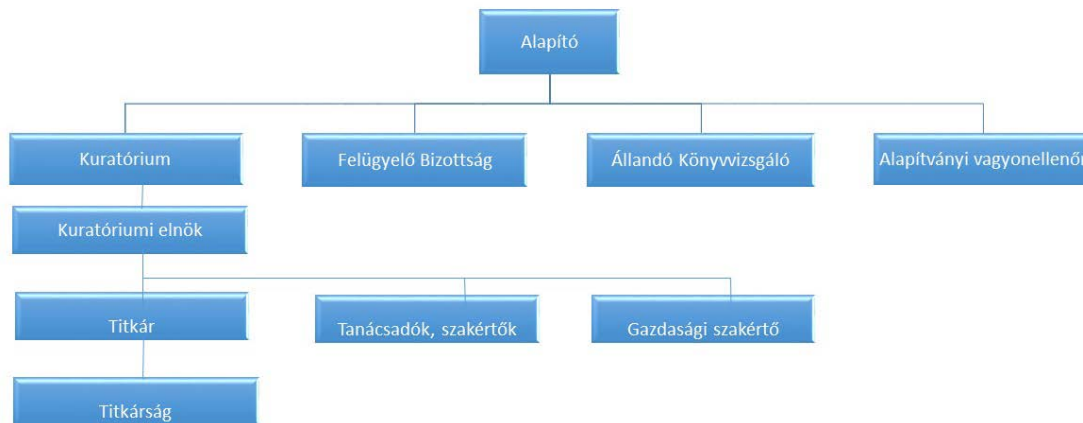 Alapító
Kuratórium
Felügyelő Bizottság
Állandó Könyvvizsgáló
Alapítványi vagyonellenőr
Kuratóriumi elnök
Titkár
Tanácsadók, szakértők
Gazdasági szakértő
Titkárság